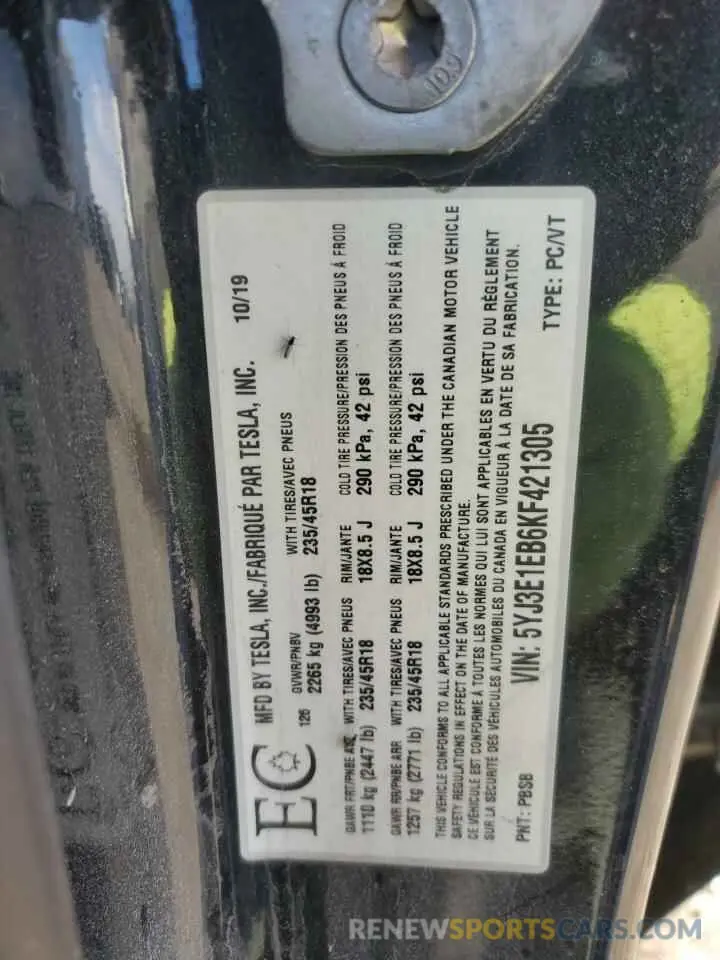 10.9
EC
MFD BY TESLA, INC./FABRIQUÉ PAR TESLA, INC. 10/19
126
GVWR/PNBV WITH TIRES/AVEC PNEUS
2265 kg (4993 lb) 235/45R18
GAWR FRT/PNBE WITH TIRES/AVEC PNEUS RIM/JANTE COLD TIRE PRESSURE/PRESSION DES PNEUS À FROID
1110 kg (2447 lb) 235/45R18 18X8.5 J 290 kPa, 42 psi
GAWR RR/PNBE ARR WITH TIRES/AVEC PNEUS RIM/JANTE COLD TIRE PRESSURE/PRESSION DES PNEUS À FROID
1257 kg (2771 lb) 235/45R18 18X8.5 J 290 kPa, 42 psi
THIS VEHICLE CONFORMS TO ALL APPLICABLE STANDARDS PRESCRIBED UNDER THE CANADIAN MOTOR VEHICLE
SAFETY REGULATIONS IN EFFECT ON THE DATE OF MANUFACTURE.
CE VÉHICULE EST CONFORME À TOUTES LES NORMES QUI LUI SONT APPLICABLES EN VERTU DU RÈGLEMENT
SUR LA SÉCURITÉ DES VÉHICULES AUTOMOBILES DU CANADA EN VIGUEUR À LA DATE DE SA FABRICATION.
PNT: PBSB VIN: 5YJ3E1EB6KF421305 TYPE: PC/VT
RENEWSPORTSCARS.COM